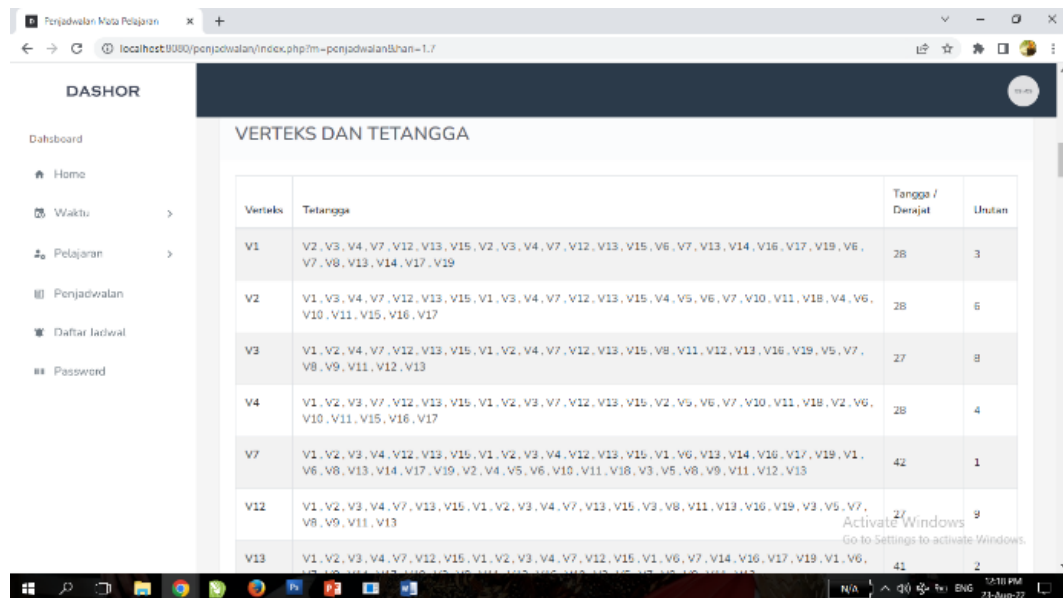 Penjadwalan Mata Pelajaran
localhost:8080/penjadwalan/index.php?m=penjadwalan&hari=1.7
DASHOR
Dahsboard
Home
Waktu
Pelajaran
Penjadwalan
Daftar Jadwal
Password
VERTEKS DAN TETANGGA
Verteks Tetangga Tangga / Derajat Urutan
V1 V2 , V3 , V4 , V7 , V12 , V13 , V15 , V2 , V3 , V4 , V7 , V12 , V13 , V15 , V6 , V7 , V13 , V14 , V16 , V17 , V19 , V6 ,
V7 , V8 , V13 , V14 , V17 , V19 28 3
V2 V1 , V3 , V4 , V7 , V12 , V13 , V15 , V1 , V3 , V4 , V7 , V12 , V13 , V15 , V4 , V5 , V6 , V7 , V10 , V11 , V18 , V4 , V6 ,
V10 , V11 , V15 , V16 , V17 28 6
V3 V1 , V2 , V4 , V7 , V12 , V13 , V15 , V1 , V2 , V4 , V7 , V12 , V13 , V15 , V8 , V11 , V12 , V13 , V16 , V19 , V5 , V7 ,
V8 , V9 , V11 , V12 , V13 27 8
V4 V1 , V2 , V3 , V7 , V12 , V13 , V15 , V1 , V2 , V3 , V7 , V12 , V13 , V15 , V2 , V5 , V6 , V7 , V10 , V11 , V18 , V2 , V6 ,
V10 , V11 , V15 , V16 , V17 28 4
V7 V1 , V2 , V3 , V4 , V12 , V13 , V15 , V1 , V2 , V3 , V4 , V12 , V13 , V15 , V1 , V6 , V13 , V14 , V16 , V17 , V19 , V1 ,
V6 , V8 , V13 , V14 , V17 , V19 , V2 , V4 , V5 , V6 , V10 , V11 , V18 , V3 , V5 , V8 , V9 , V11 , V12 , V13 42 1
V12 V1 , V2 , V3 , V4 , V7 , V13 , V15 , V1 , V2 , V3 , V4 , V7 , V13 , V15 , V3 , V8 , V11 , V13 , V16 , V19 , V3 , V5 , V7 ,
V8 , V9 , V11 , V13 27 9
V13 V1 , V2 , V3 , V4 , V7 , V12 , V15 , V1 , V2 , V3 , V4 , V7 , V12 , V15 , V1 , V6 , V7 , V14 , V16 , V17 , V19 , V1 , V6 ,
41 2
Activate Windows
Go to Settings to activate Windows.
N/A ENG 12:18 PM
21-Aug-22